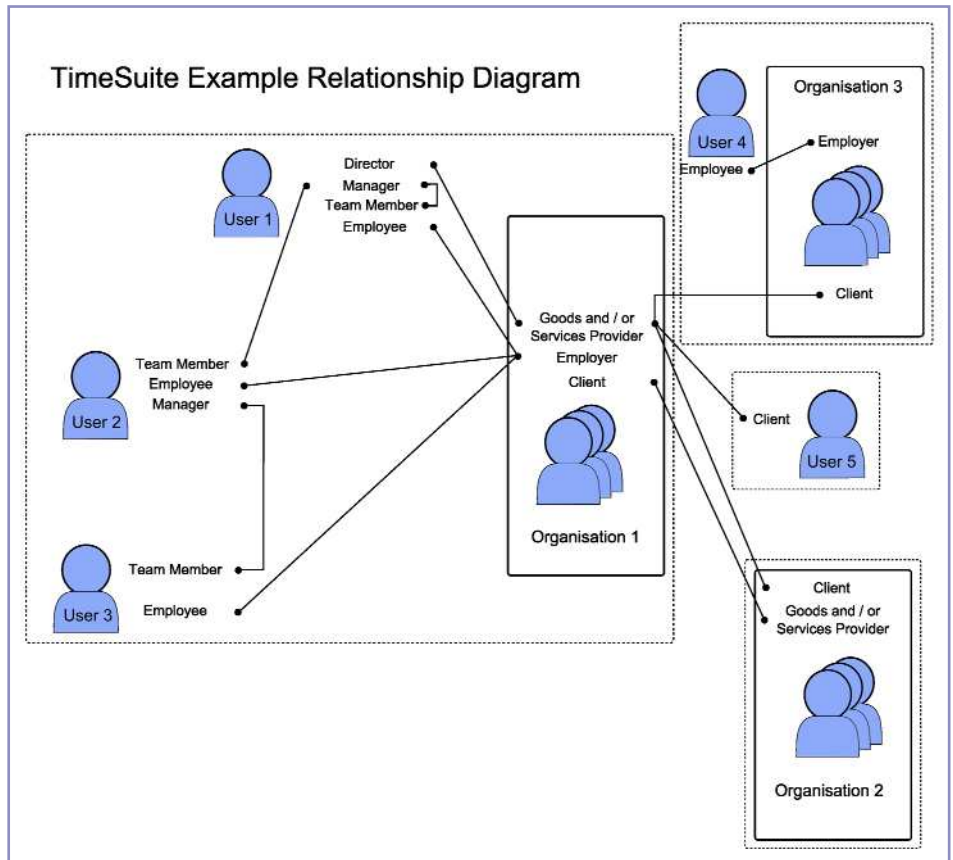 TimeSuite Example Relationship Diagram
User 1
Director
Manager
Team Member
Employee
User 2
Team Member
Employee
Manager
User 3
Team Member
Employee
Goods and / or
Services Provider
Employer
Client
Organisation 1
User 4
Employee
Organisation 3
Employer
Client
Client
User 5
Client
Goods and / or
Services Provider
Organisation 2